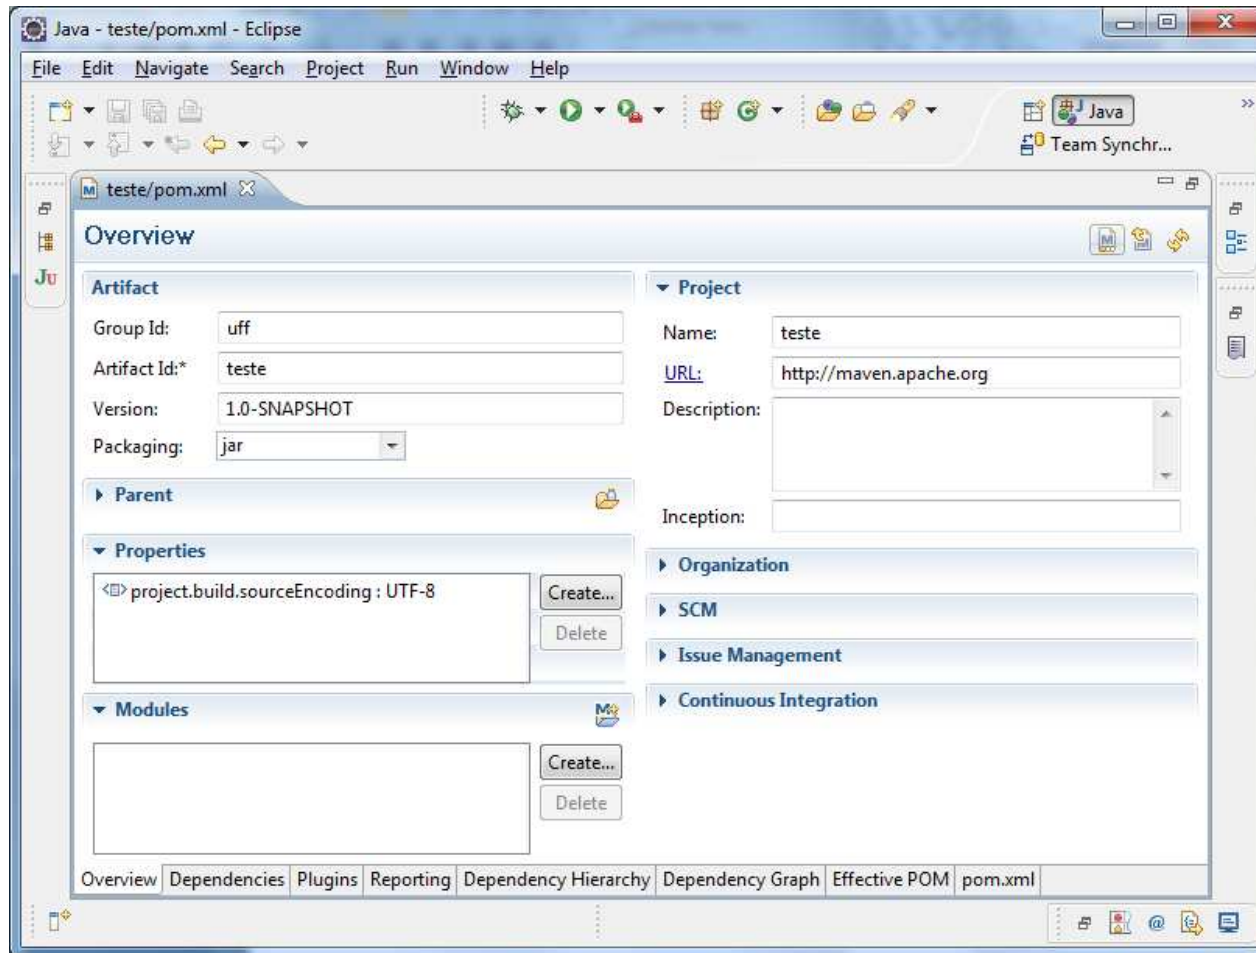 Java - teste/pom.xml - Eclipse
File Edit Navigate Search Project Run Window Help
Java
Team Synchr...
teste/pom.xml
Overview
Artifact
Group Id: uff
Artifact Id:* teste
Version: 1.0-SNAPSHOT
Packaging: jar
Parent
Properties
project.build.sourceEncoding : UTF-8
Create...
Delete
Modules
Create...
Delete
Project
Name: teste
URL: http://maven.apache.org
Description:
Inception:
Organization
SCM
Issue Management
Continuous Integration
Overview Dependencies Plugins Reporting Dependency Hierarchy Dependency Graph Effective POM pom.xml